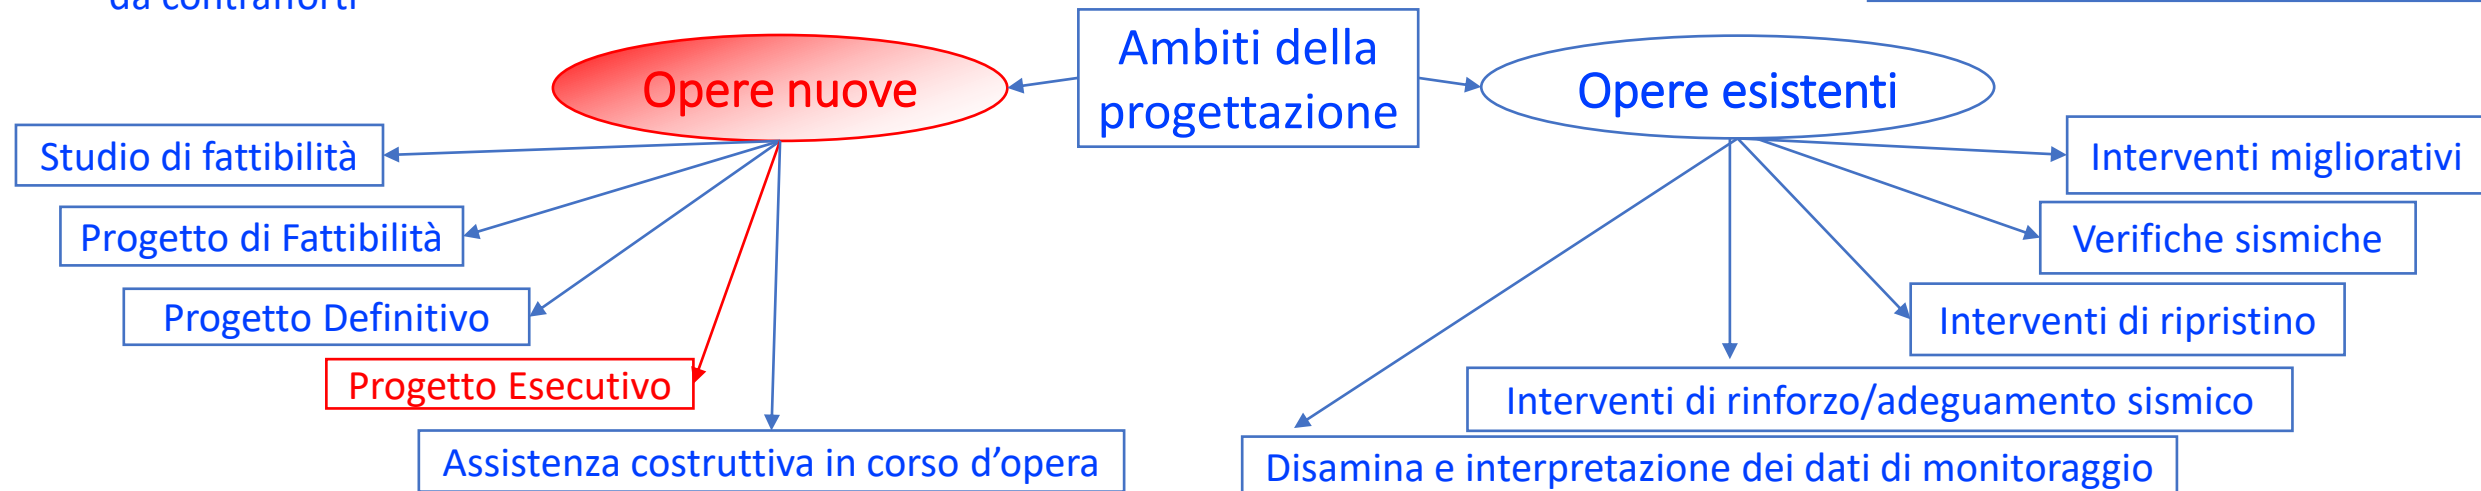 da contrafforti
Ambiti della
progettazione
Opere nuove
Opere esistenti
Studio di fattibilità
Progetto di Fattibilità
Progetto Definitivo
Progetto Esecutivo
Assistenza costruttiva in corso d’opera
Interventi migliorativi
Verifiche sismiche
Interventi di ripristino
Interventi di rinforzo/adeguamento sismico
Disamina e interpretazione dei dati di monitoraggio